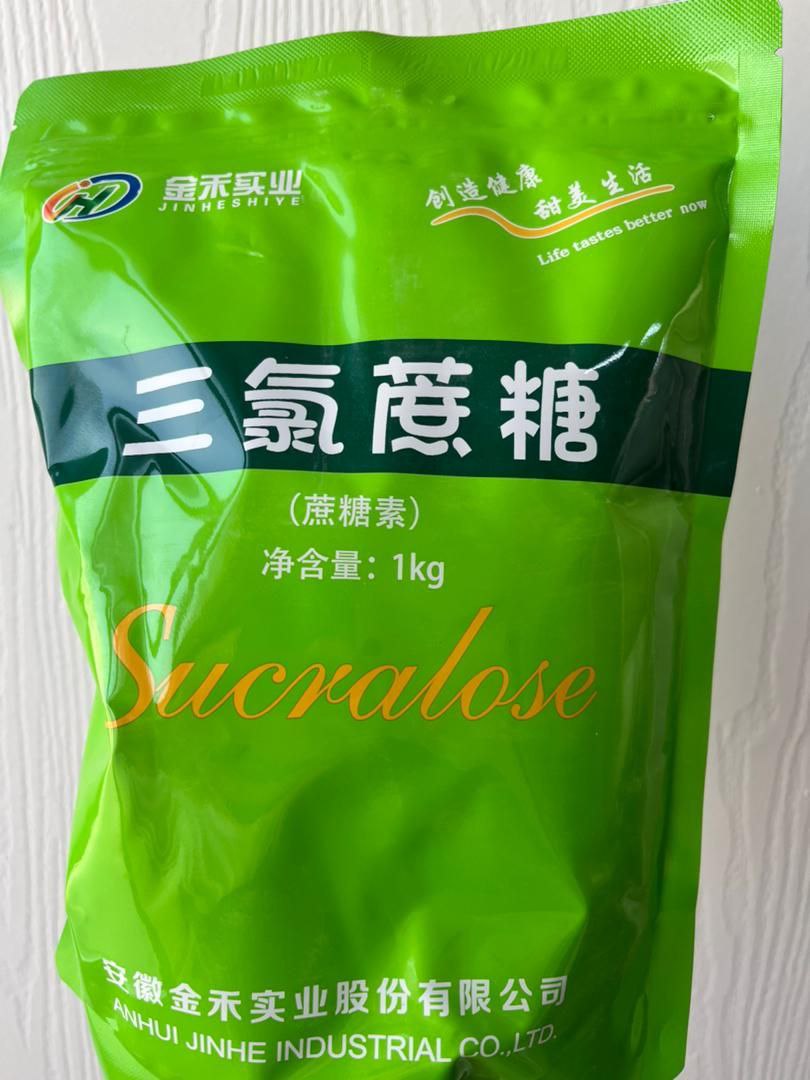 金禾实业
JINHESHIYE
创造健康 甜美生活
Life tastes better now
三氯蔗糖
（蔗糖素）
净含量：1kg
Sucralose
安徽金禾实业股份有限公司
ANHUI JINHE INDUSTRIAL CO.,LTD.